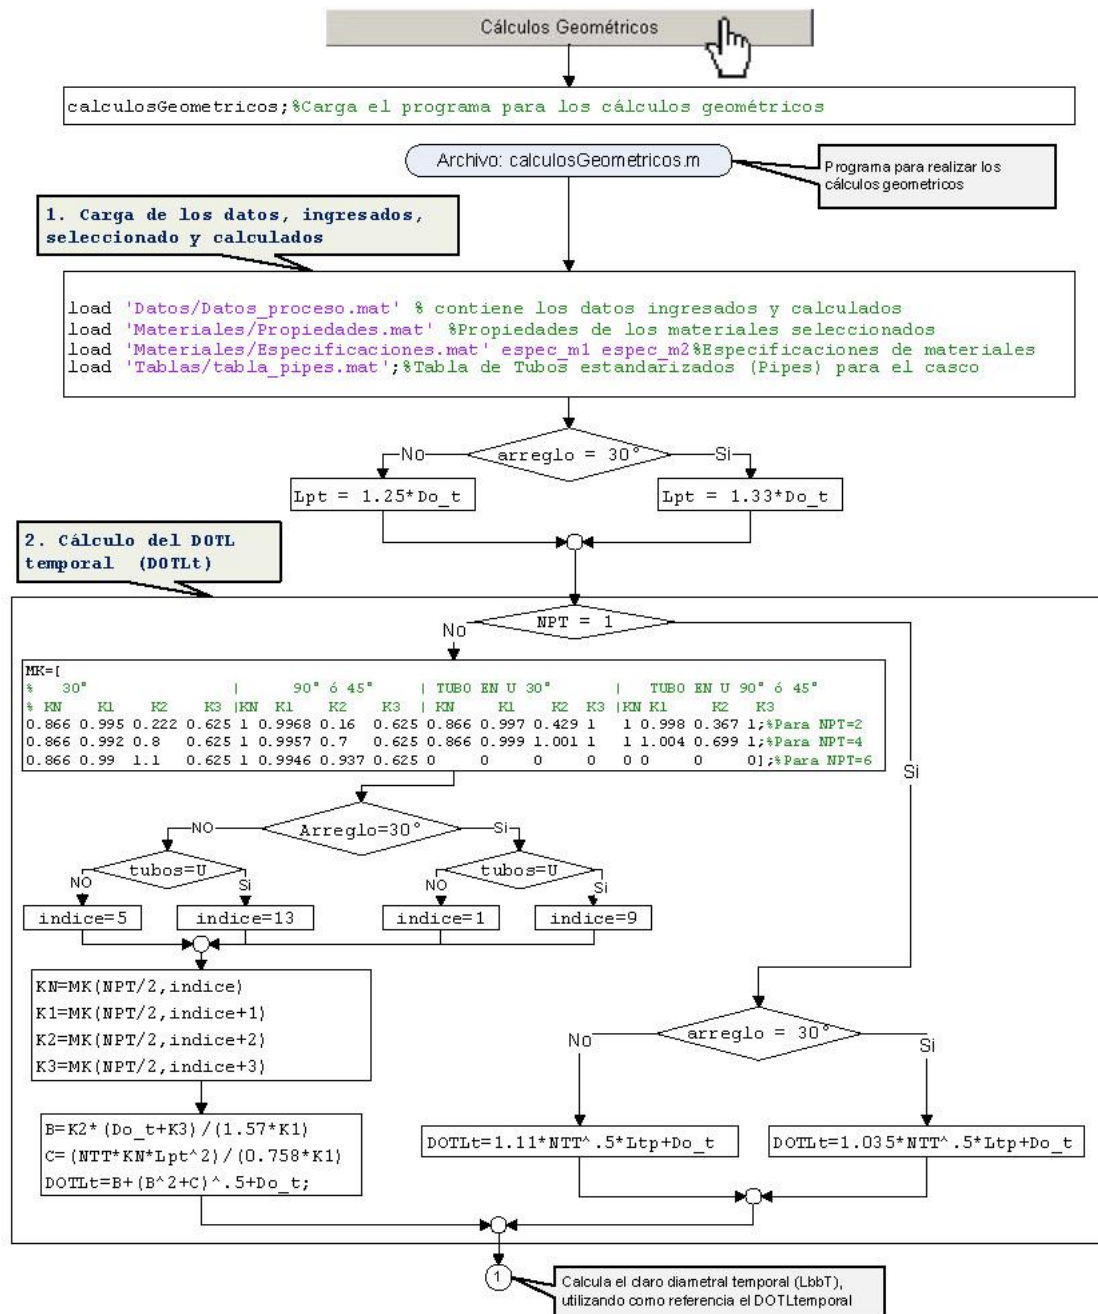 Cálculos Geométricos
calculosGeometricos;%Carga el programa para los cálculos geométricos
Archivo: calculosGeometricos.m
Programa para realizar los
cálculos geometricos
1. Carga de los datos, ingresados,
seleccionado y calculados
load 'Datos/Datos_proceso.mat' % contiene los datos ingresados y calculados
load 'Materiales/Propiedades.mat' %Propiedades de los materiales seleccionados
load 'Materiales/Especificaciones.mat' espec_m1 espec_m2%Especificaciones de materiales
load 'Tablas/tabla_pipes.mat';%Tabla de Tubos estandarizados (Pipes) para el casco
arreglo = 30°
No
Si
Lpt = 1.25*Do_t
Lpt = 1.33*Do_t
2. Cálculo del DOTL
temporal (DOTLt)
NPT = 1
No
Si
MK=[
% 30° | 90° ó 45° | TUBO EN U 30° | TUBO EN U 90° ó 45°
% KN K1 K2 K3 |KN K1 K2 K3 | KN K1 K2 K3 |KN K1 K2 K3
0.866 0.995 0.222 0.625 1 0.9968 0.16 0.625 0.866 0.997 0.429 1 1 0.998 0.367 1;%Para NPT=2
0.866 0.992 0.8 0.625 1 0.9957 0.7 0.625 0.866 0.999 1.001 1 1 1.004 0.699 1;%Para NPT=4
0.866 0.99 1.1 0.625 1 0.9946 0.937 0.625 0 0 0 0 0 0 0 0];%Para NPT=6
Arreglo=30°
NO
Si
tubos=U
tubos=U
NO
Si
NO
Si
indice=5
indice=13
indice=1
indice=9
KN=MK(NPT/2,indice)
K1=MK(NPT/2,indice+1)
K2=MK(NPT/2,indice+2)
K3=MK(NPT/2,indice+3)
arreglo = 30°
No
Si
B=K2*(Do_t+K3)/(1.57*K1)
C=(NTT*KN*Lpt^2)/(0.758*K1)
DOTLt=B+(B^2+C)^.5+Do_t;
DOTLt=1.11*NTT^.5*Ltp+Do_t
DOTLt=1.035*NTT^.5*Ltp+Do_t
1
Calcula el claro diametral temporal (LbbT),
utilizando como referencia el DOTLtemporal